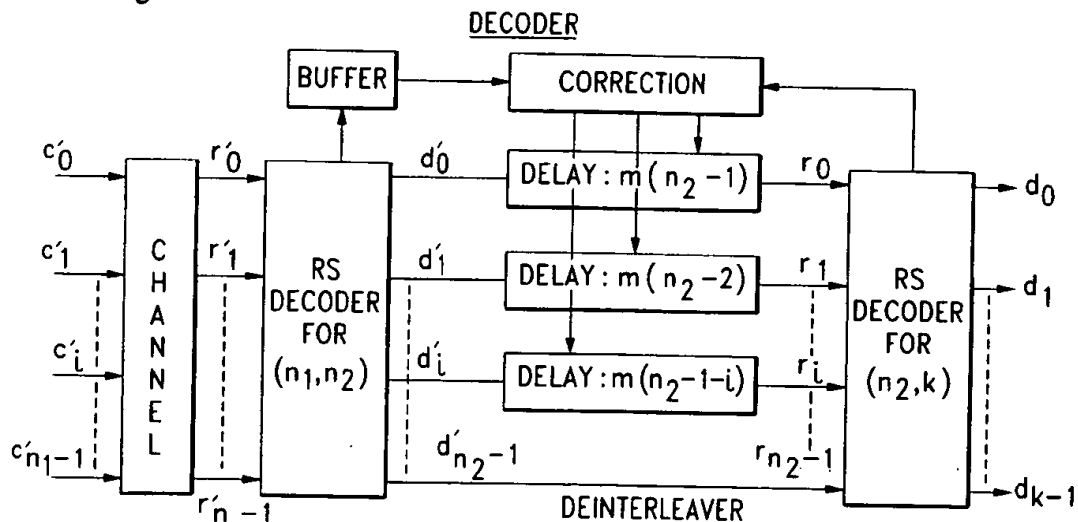 DECODER
BUFFER
CORRECTION
c'0
r'0
d'0
DELAY : m(n2-1)
r0
d0
CHANNEL
c'1
r'1
RS
DECODER
FOR
(n1,n2)
d'1
DELAY : m(n2-2)
r1
RS
DECODER
FOR
(n2,k)
d1
c'i
d'i
DELAY : m(n2-1-i)
ri
c'n1-1
r'n -1
d'n2-1
rn2-1
DEINTERLEAVER
dk-1